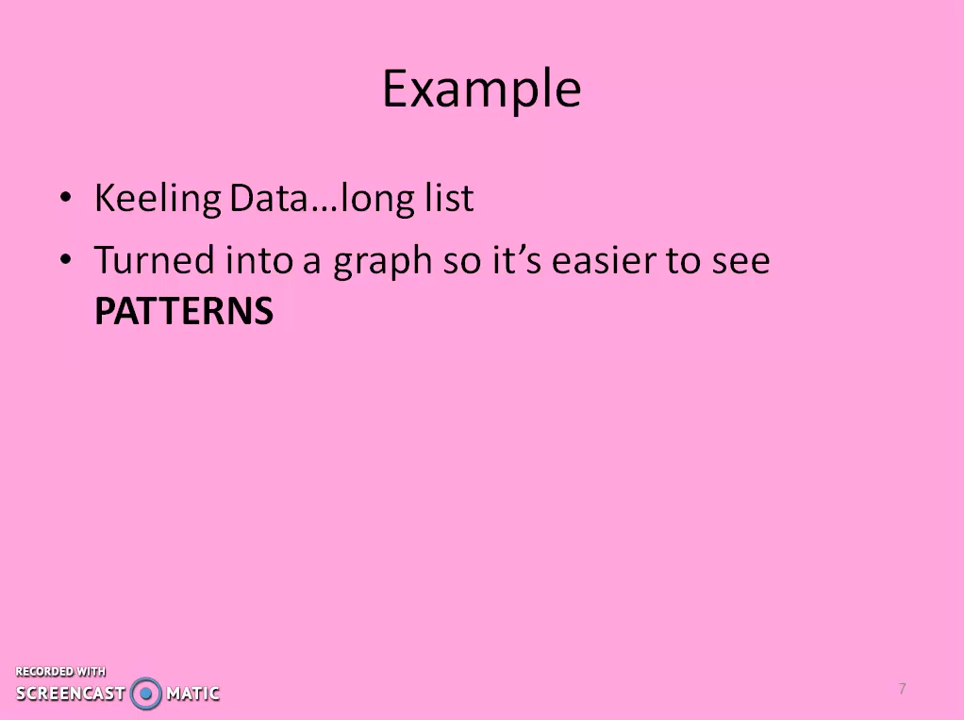 Example
• Keeling Data…long list
• Turned into a graph so it’s easier to see
PATTERNS
RECORDED WITH
SCREENCAST MATIC
7